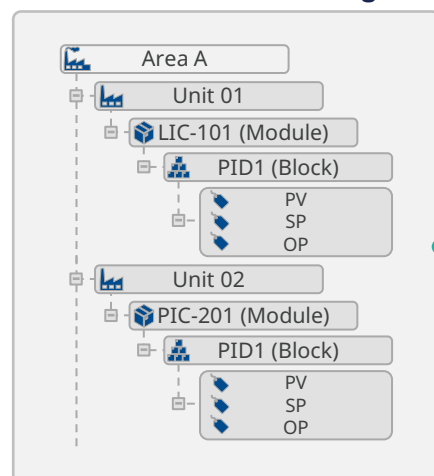 Area A
Unit 01
LIC-101 (Module)
PID1 (Block)
PV
SP
OP
Unit 02
PIC-201 (Module)
PID1 (Block)
PV
SP
OP